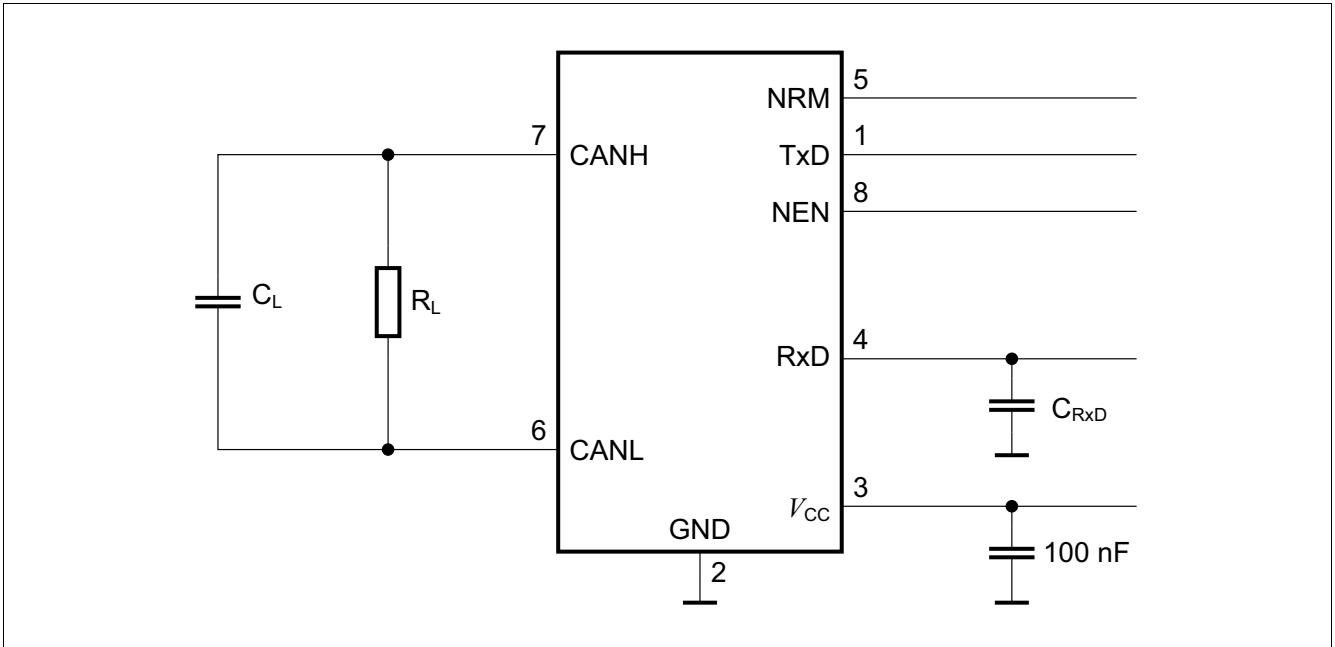 NRM 5
7 CANH
TxD 1
NEN 8
C_L
R_L
RxD 4
C_RxD
6 CANL
V_CC 3
GND
100 nF
2